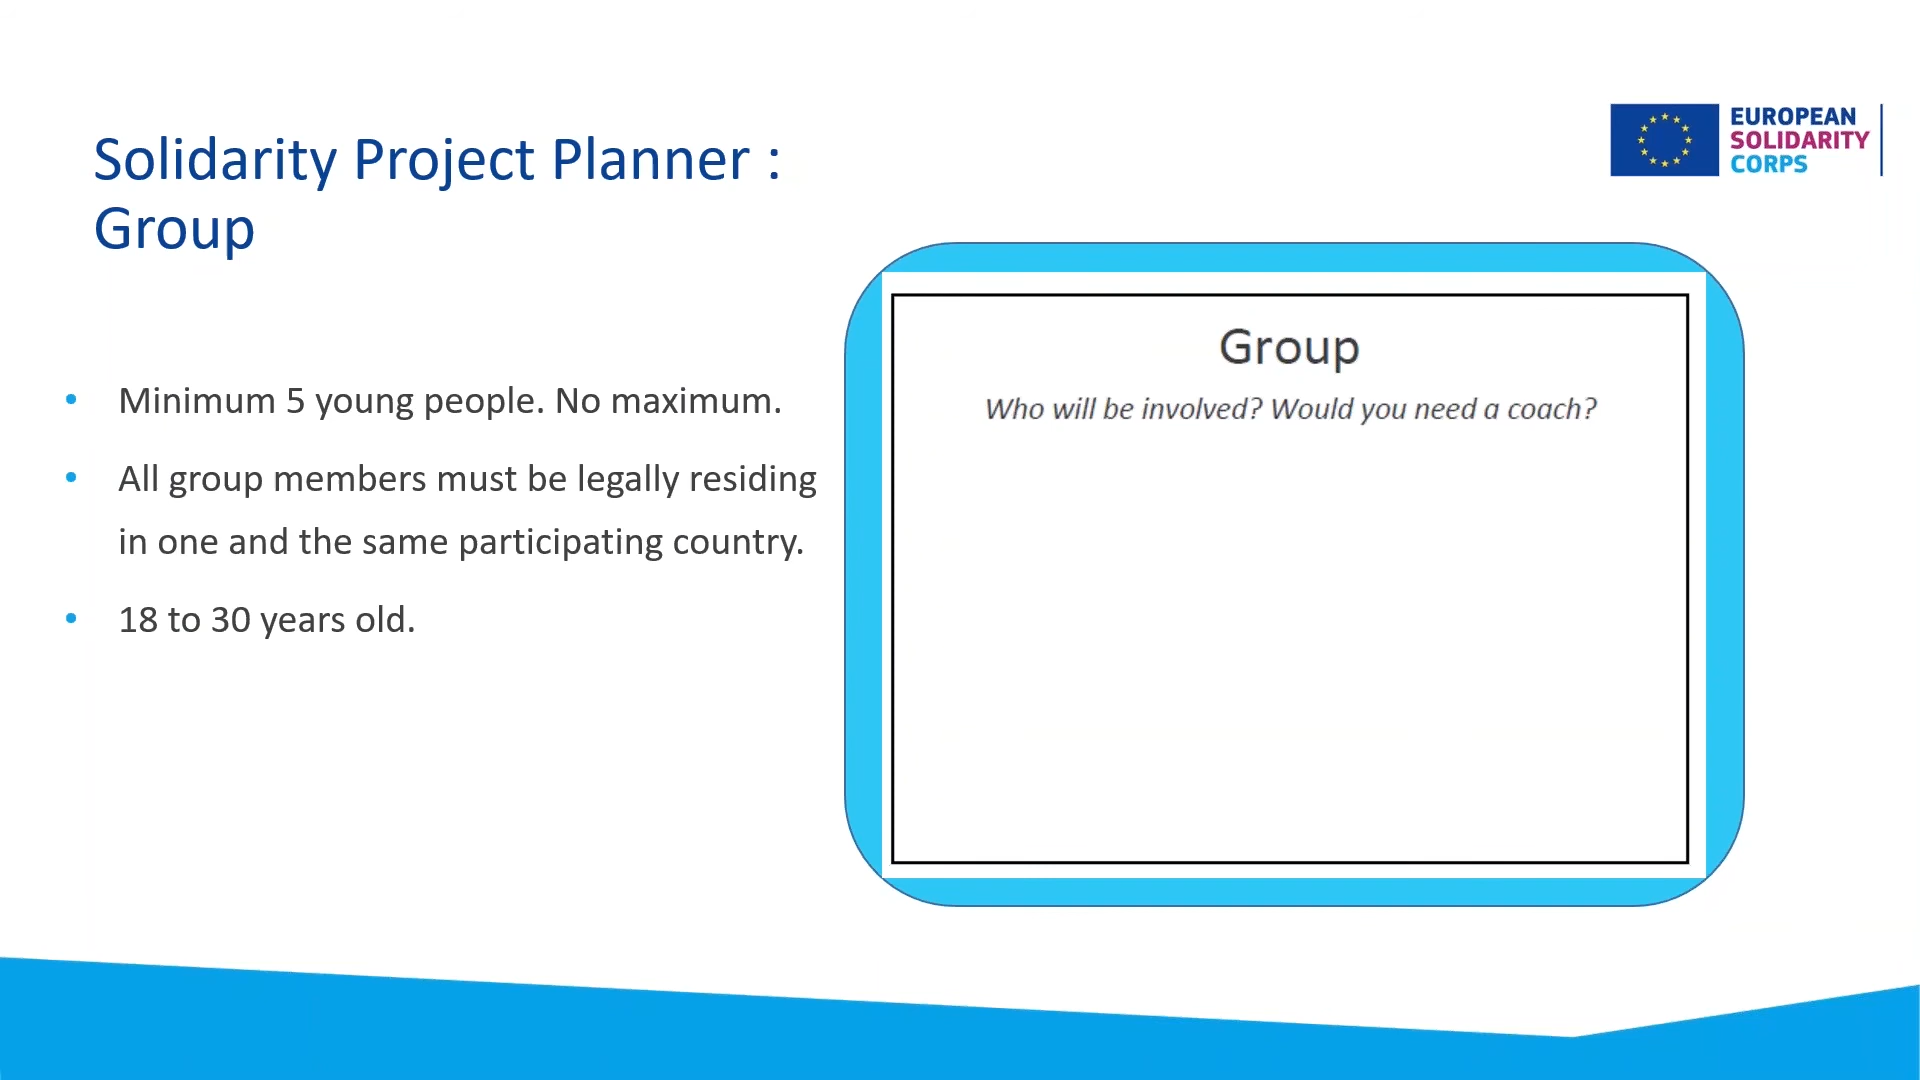 Solidarity Project Planner :
Group
EUROPEAN
SOLIDARITY
CORPS
• Minimum 5 young people. No maximum.
• All group members must be legally residing
in one and the same participating country.
• 18 to 30 years old.
Group
Who will be involved? Would you need a coach?